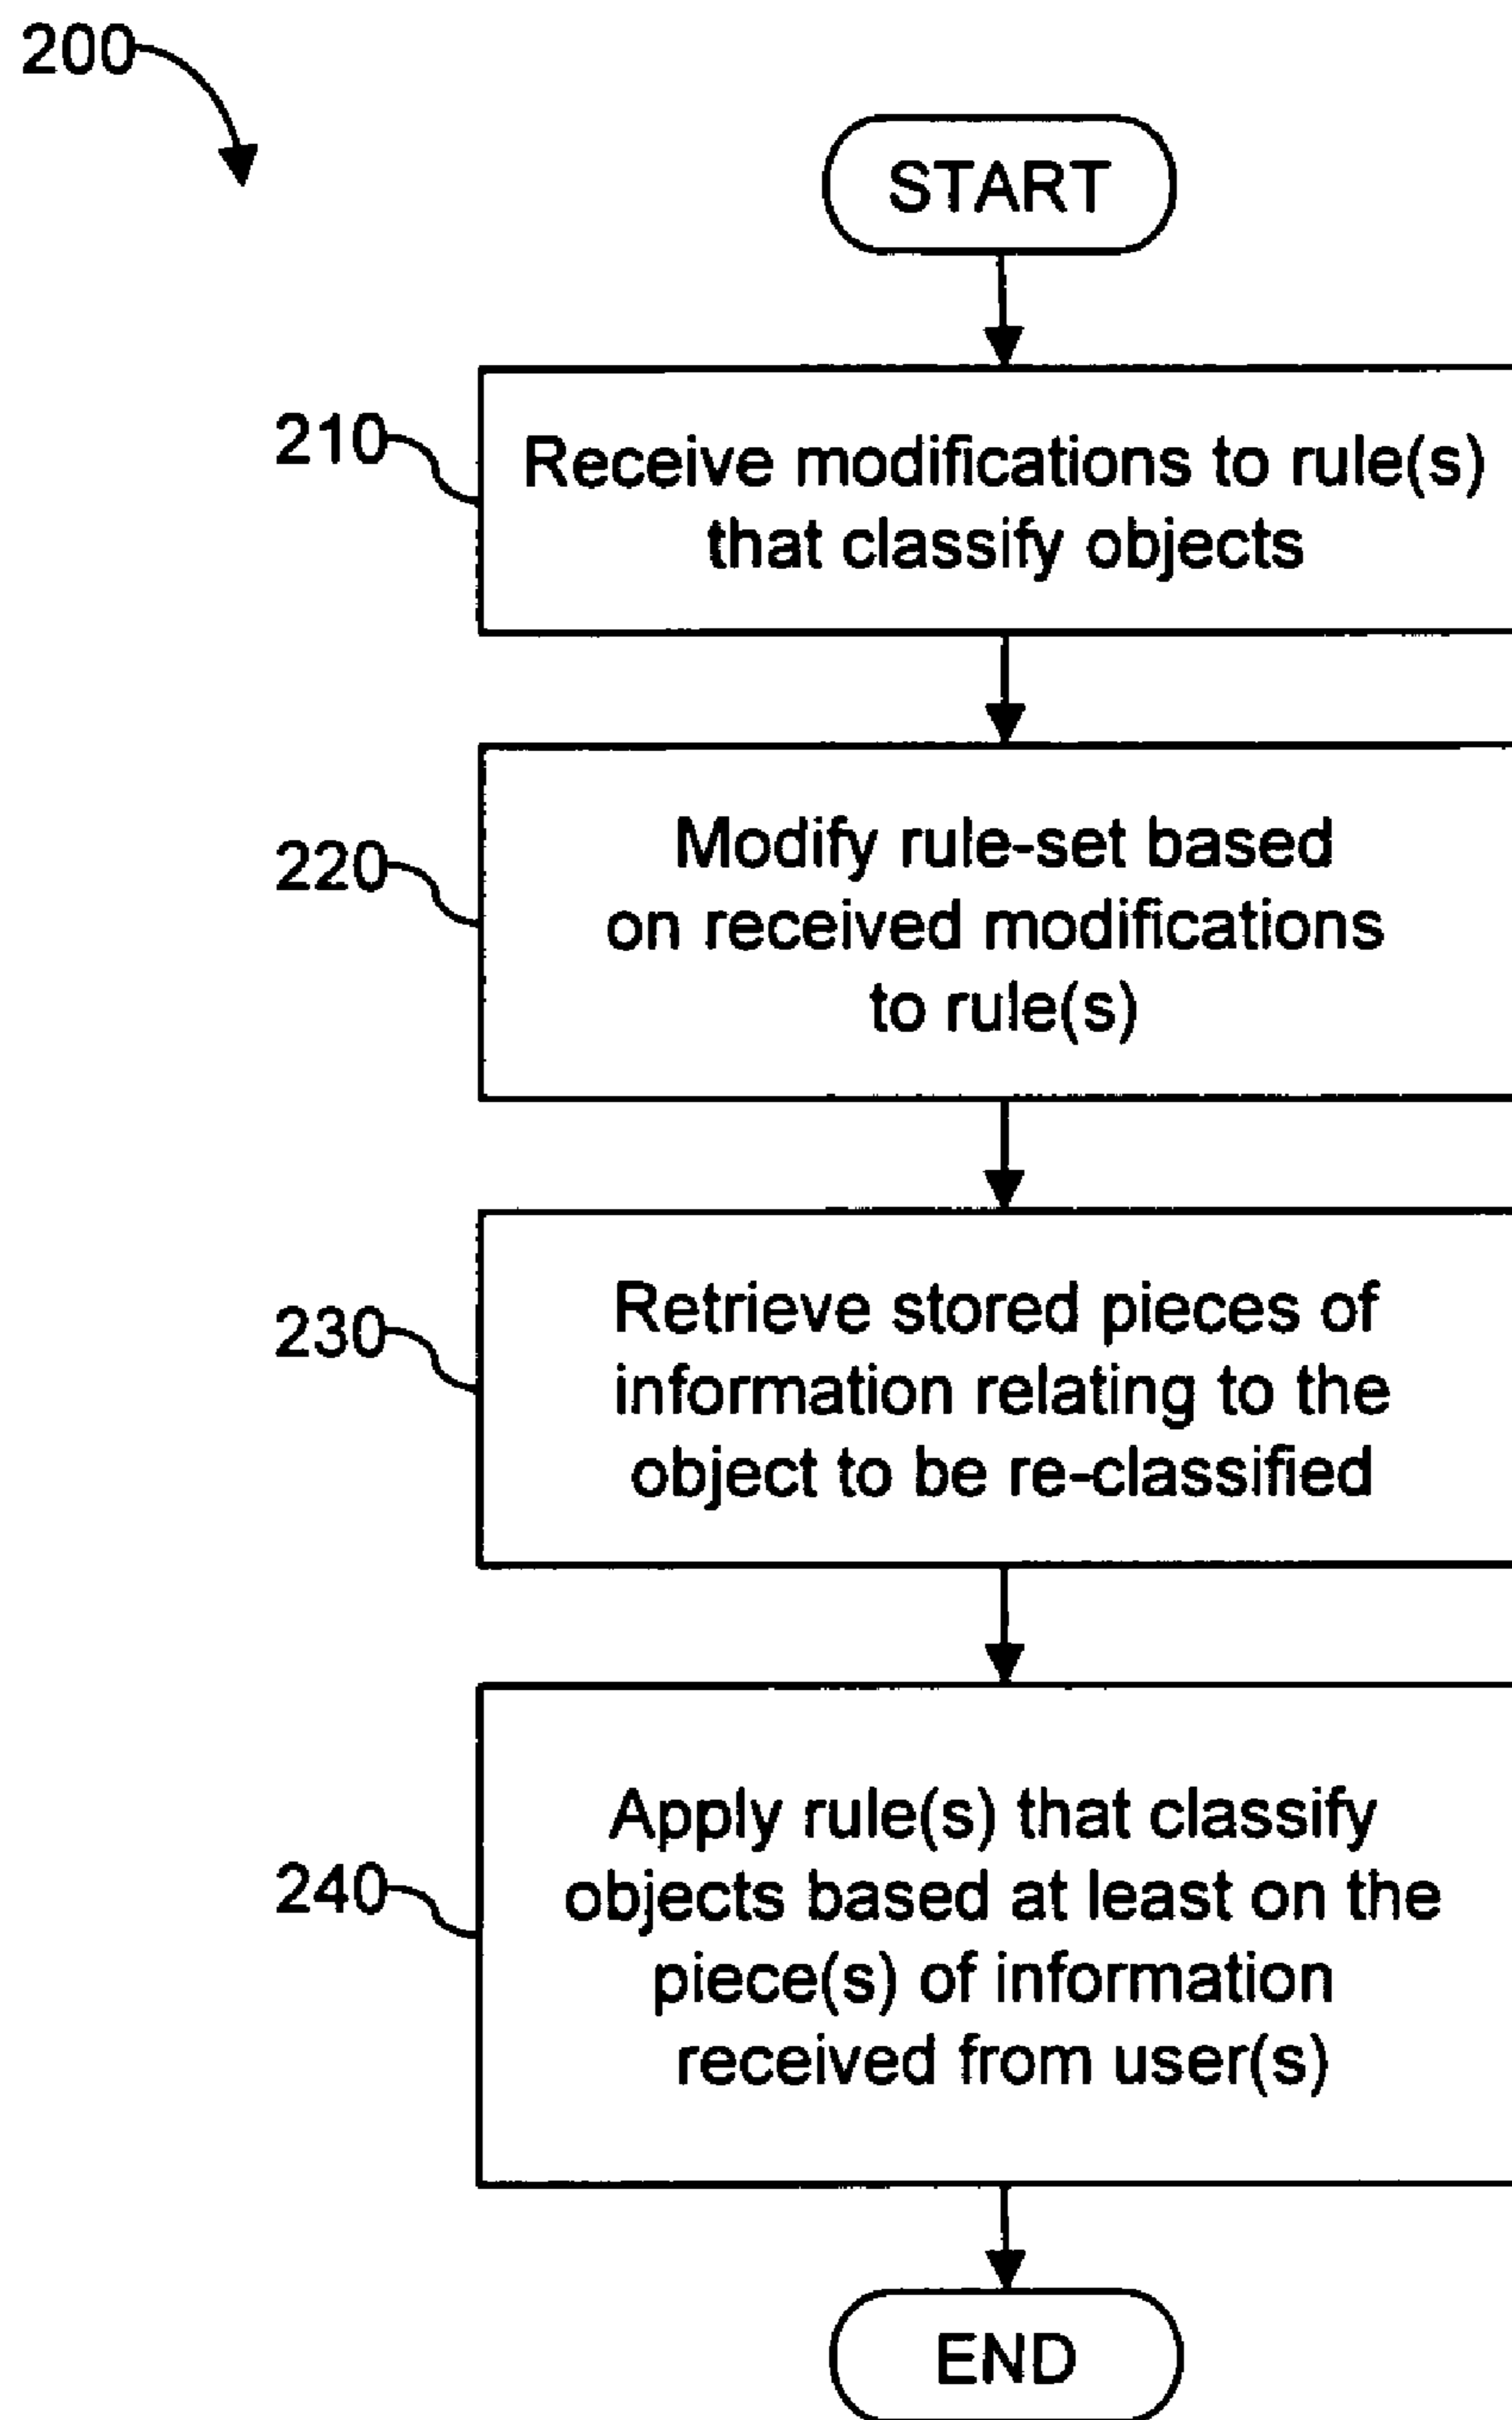 200
START
210
Receive modifications to rule(s)
that classify objects
220
Modify rule-set based
on received modifications
to rule(s)
230
Retrieve stored pieces of
information relating to the
object to be re-classified
240
Apply rule(s) that classify
objects based at least on the
piece(s) of information
received from user(s)
END